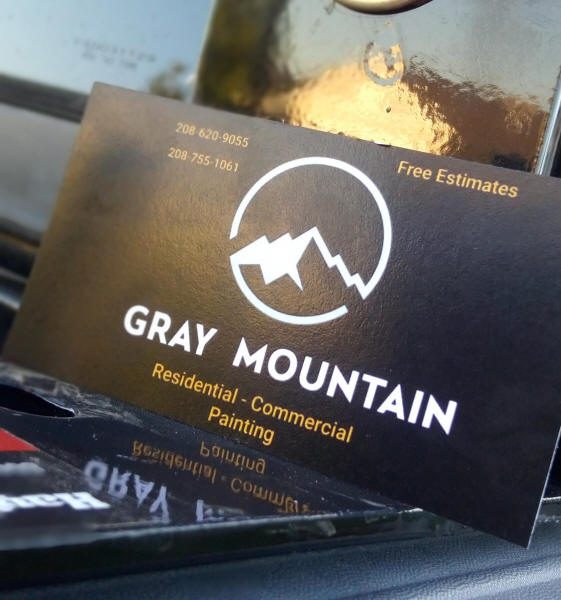 208-620-9055
208-755-1061
Free Estimates
GRAY MOUNTAIN
Residential - Commercial
Painting